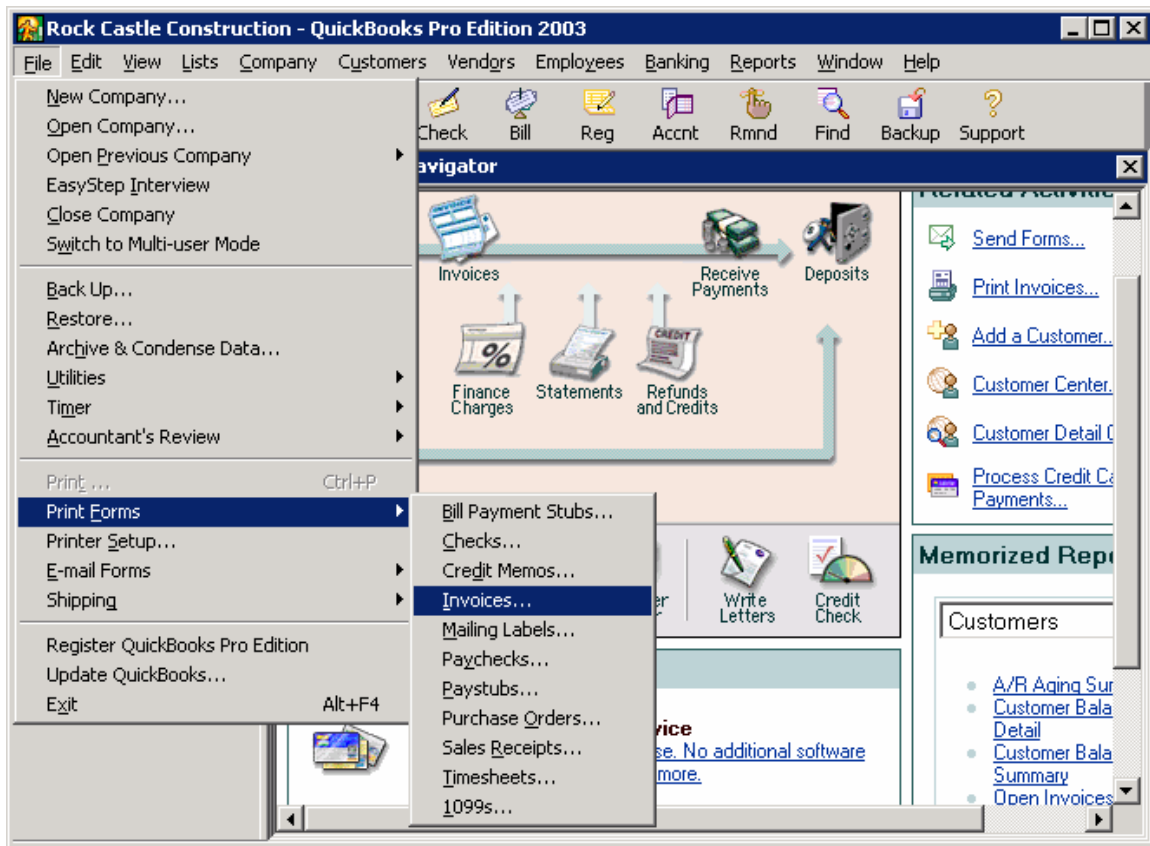 Rock Castle Construction - QuickBooks Pro Edition 2003
File Edit View Lists Company Customers Vendors Employees Banking Reports Window Help
Check Bill Reg Accnt Rmnd Find Backup Support
New Company...
Open Company...
Open Previous Company
EasyStep Interview
Close Company
Switch to Multi-user Mode
Back Up...
Restore...
Archive & Condense Data...
Utilities
Timer
Accountant's Review
Print ... Ctrl+P
Print Forms
Printer Setup...
E-mail Forms
Shipping
Register QuickBooks Pro Edition
Update QuickBooks...
Exit Alt+F4
Bill Payment Stubs...
Checks...
Credit Memos...
Invoices...
Mailing Labels...
Paychecks...
Paystubs...
Purchase Orders...
Sales Receipts...
Timesheets...
1099s...
avigator
INVOICE
Invoices
Receive
Payments
Deposits
%
CREDIT
Finance
Charges
Statements
Refunds
and Credits
er
Write
Letters
Credit
Check
vice
se. No additional software
more.
Related Activitie
Send Forms...
Print Invoices...
Add a Customer..
Customer Center.
Customer Detail C
Process Credit Ca
Payments...
Memorized Rep
Customers
A/R Aging Sur
Customer Bala
Detail
Customer Bala
Summary
Open Invoices